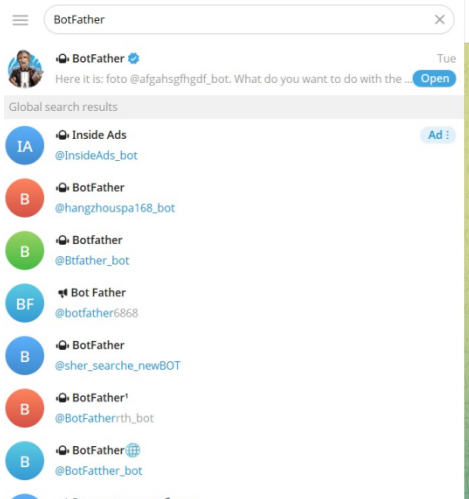 BotFather
BotFather
Tue
Here it is: foto @afgahsgfhgdf_bot. What do you want to do with the ...
Open
Global search results
IA
Inside Ads
Ad
@InsideAds_bot
B
BotFather
@hangzhouspa168_bot
B
Botfather
@Btfather_bot
BF
Bot Father
@botfather6868
B
BotFather
@sher_searche_newBOT
B
BotFather¹
@BotFatherrth_bot
B
BotFather
@BotFatther_bot